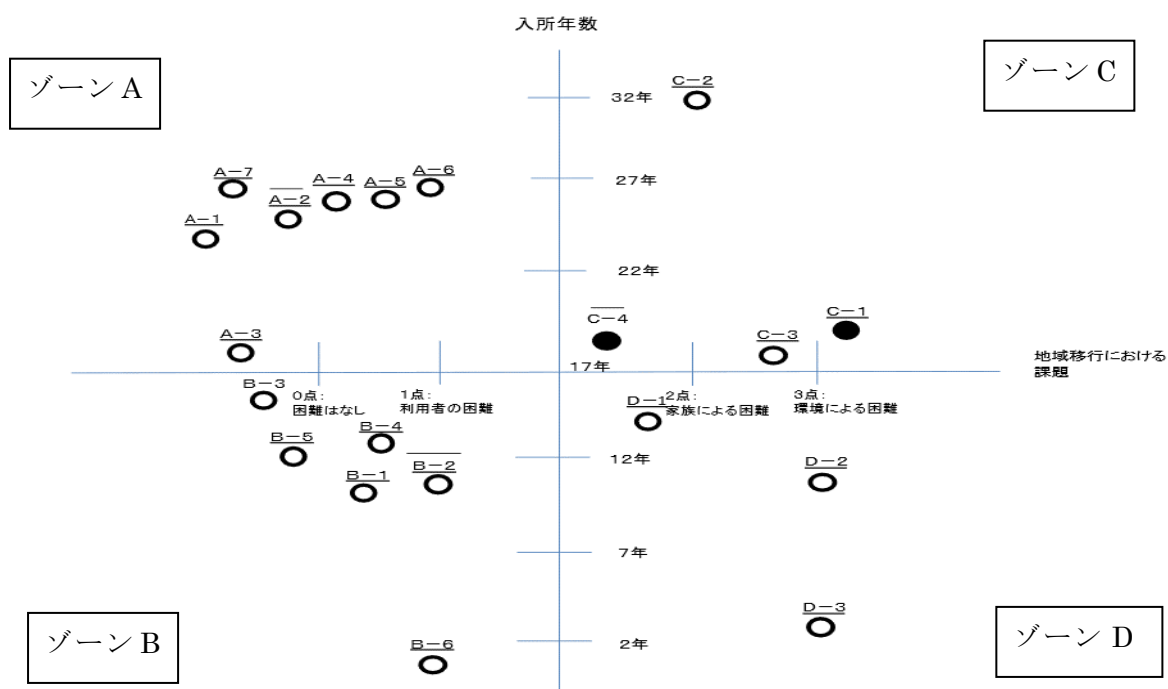 入所年数
ゾーン A
ゾーン C
C-2
32年
A-7
A-4
A-5
A-6
27年
A-2
A-1
22年
C-4
C-1
A-3
C-3
17年
地域移行における
課題
B-3
0点:
困難はなし
1点:
利用者の困難
D-1
2点:
家族による困難
3点:
環境による困難
B-4
B-5
B-2
12年
D-2
B-1
7年
D-3
ゾーン B
B-6
2年
ゾーン D